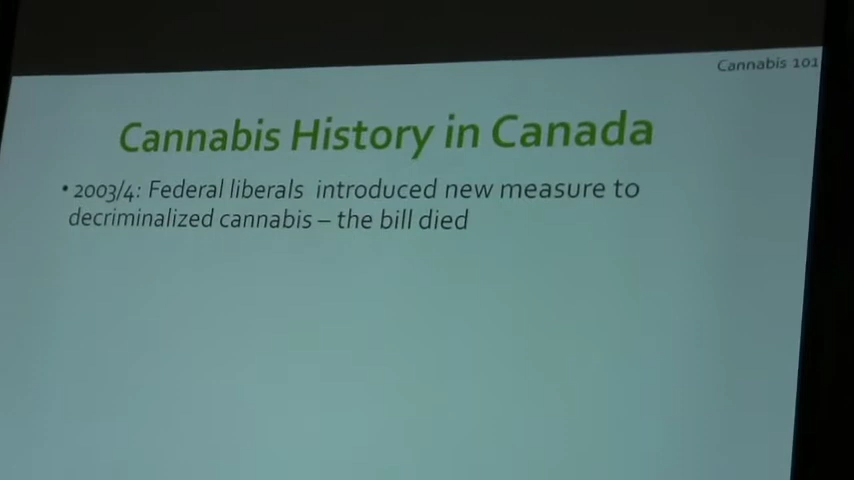 Cannabis 101
Cannabis History in Canada
• 2003/4: Federal liberals introduced new measure to
decriminalized cannabis – the bill died